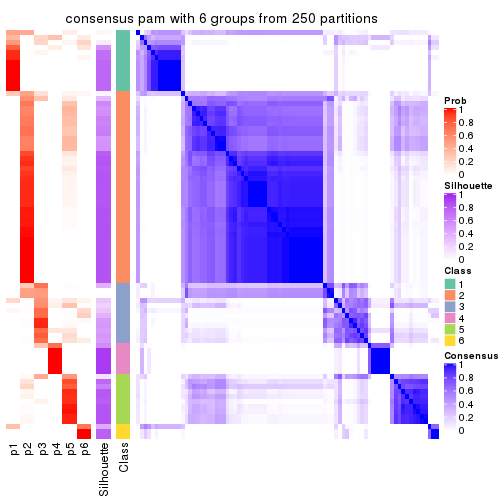 consensus pam with 6 groups from 250 partitions
Prob
1
0.8
0.6
0.4
0.2
0
Silhouette
1
0.8
0.6
0.4
0.2
0
Class
1
2
3
4
5
6
Consensus
1
0.8
0.6
0.4
0.2
0
p1
p2
p3
p4
p5
p6
Silhouette
Class